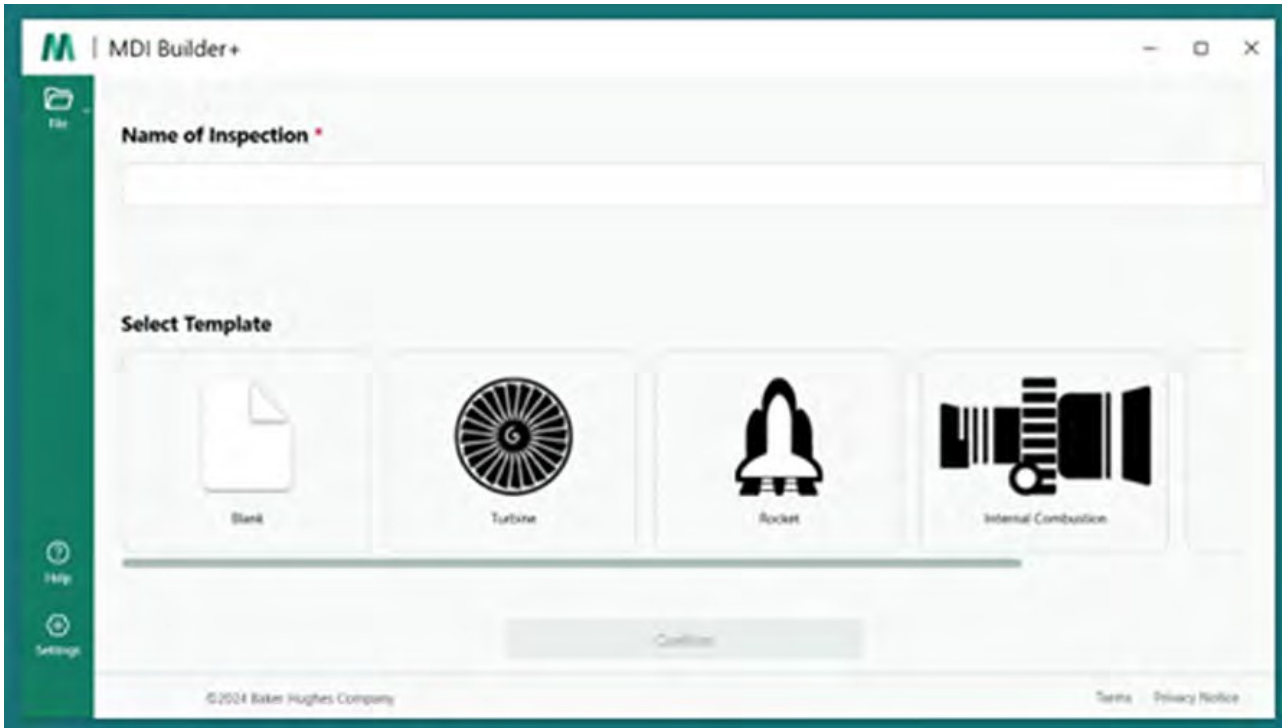 MDI Builder+
File
Name of Inspection *
Select Template
Blank
Turbine
Rocket
Internal Combustion
Help
Settings
Confirm
©2024 Baker Hughes Company
Terms
Privacy Notice